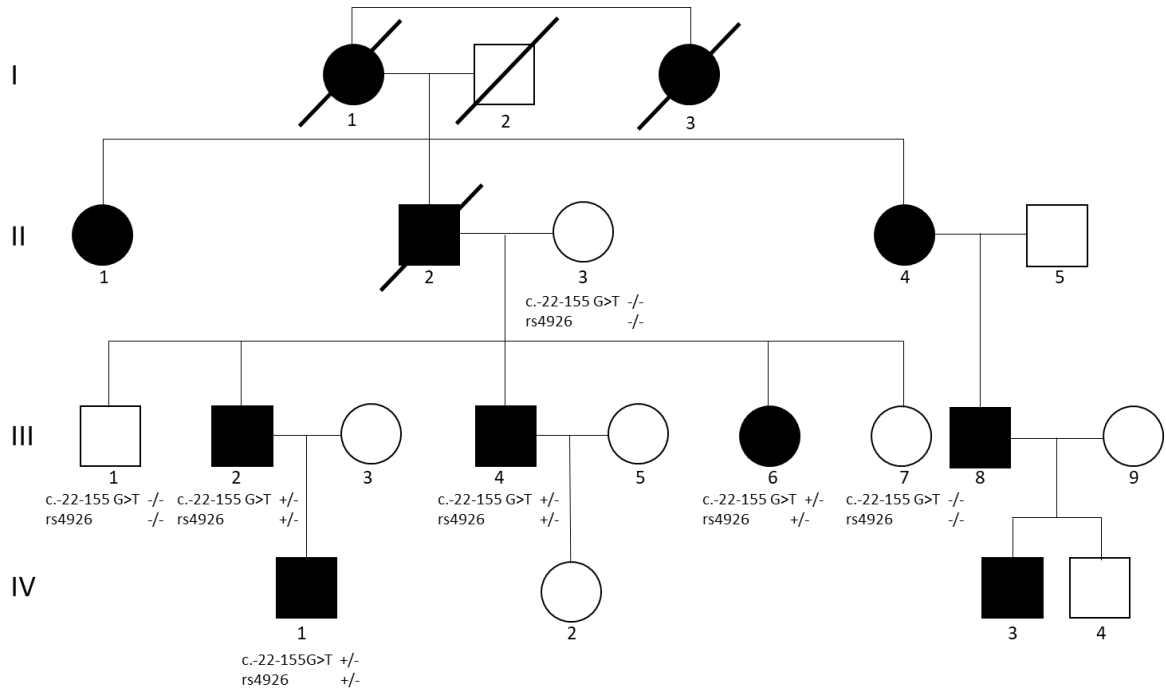 I
1
2
3
II
1
2
3
4
5
c.-22-155 G>T -/-
rs4926 -/-
III
1
2
3
4
5
6
7
8
9
c.-22-155 G>T -/-
rs4926 -/-
c.-22-155 G>T +/-
rs4926 +/-
c.-22-155 G>T +/-
rs4926 +/-
c.-22-155 G>T +/-
rs4926 +/-
c.-22-155 G>T -/-
rs4926 -/-
IV
1
2
3
4
c.-22-155G>T +/-
rs4926 +/-